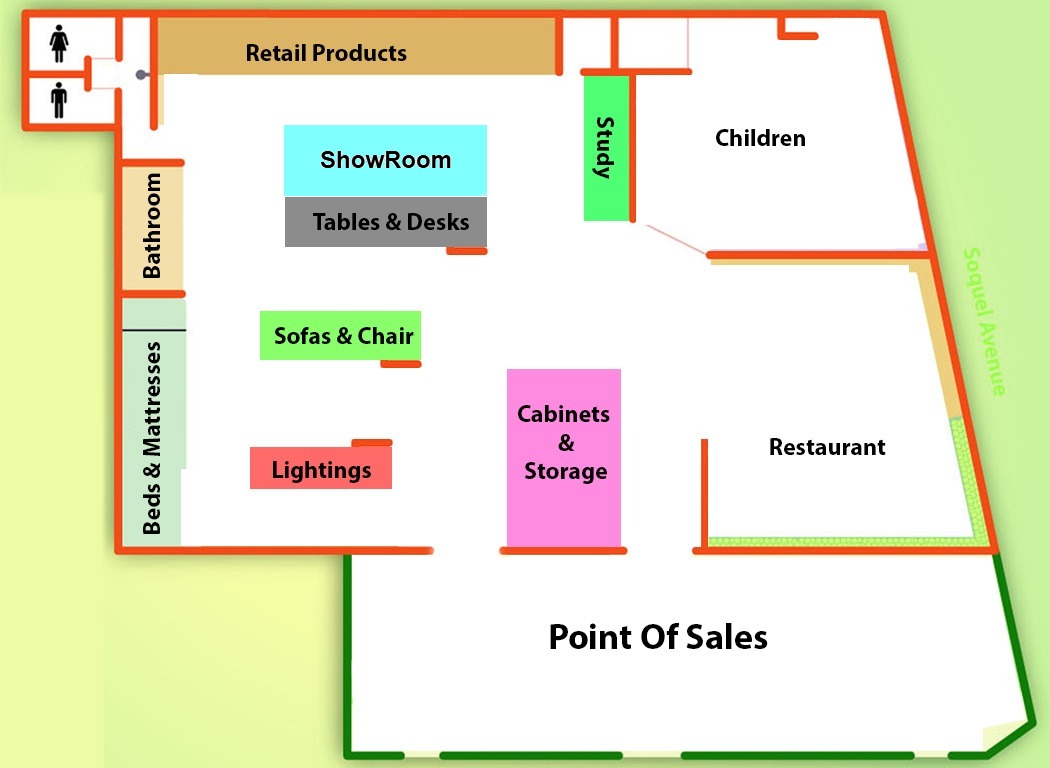 Retail Products
ShowRoom
Tables & Desks
Study
Children
Bathroom
Sofas & Chair
Soquel Avenue
Beds & Mattresses
Lightings
Cabinets
&
Storage
Restaurant
Point Of Sales